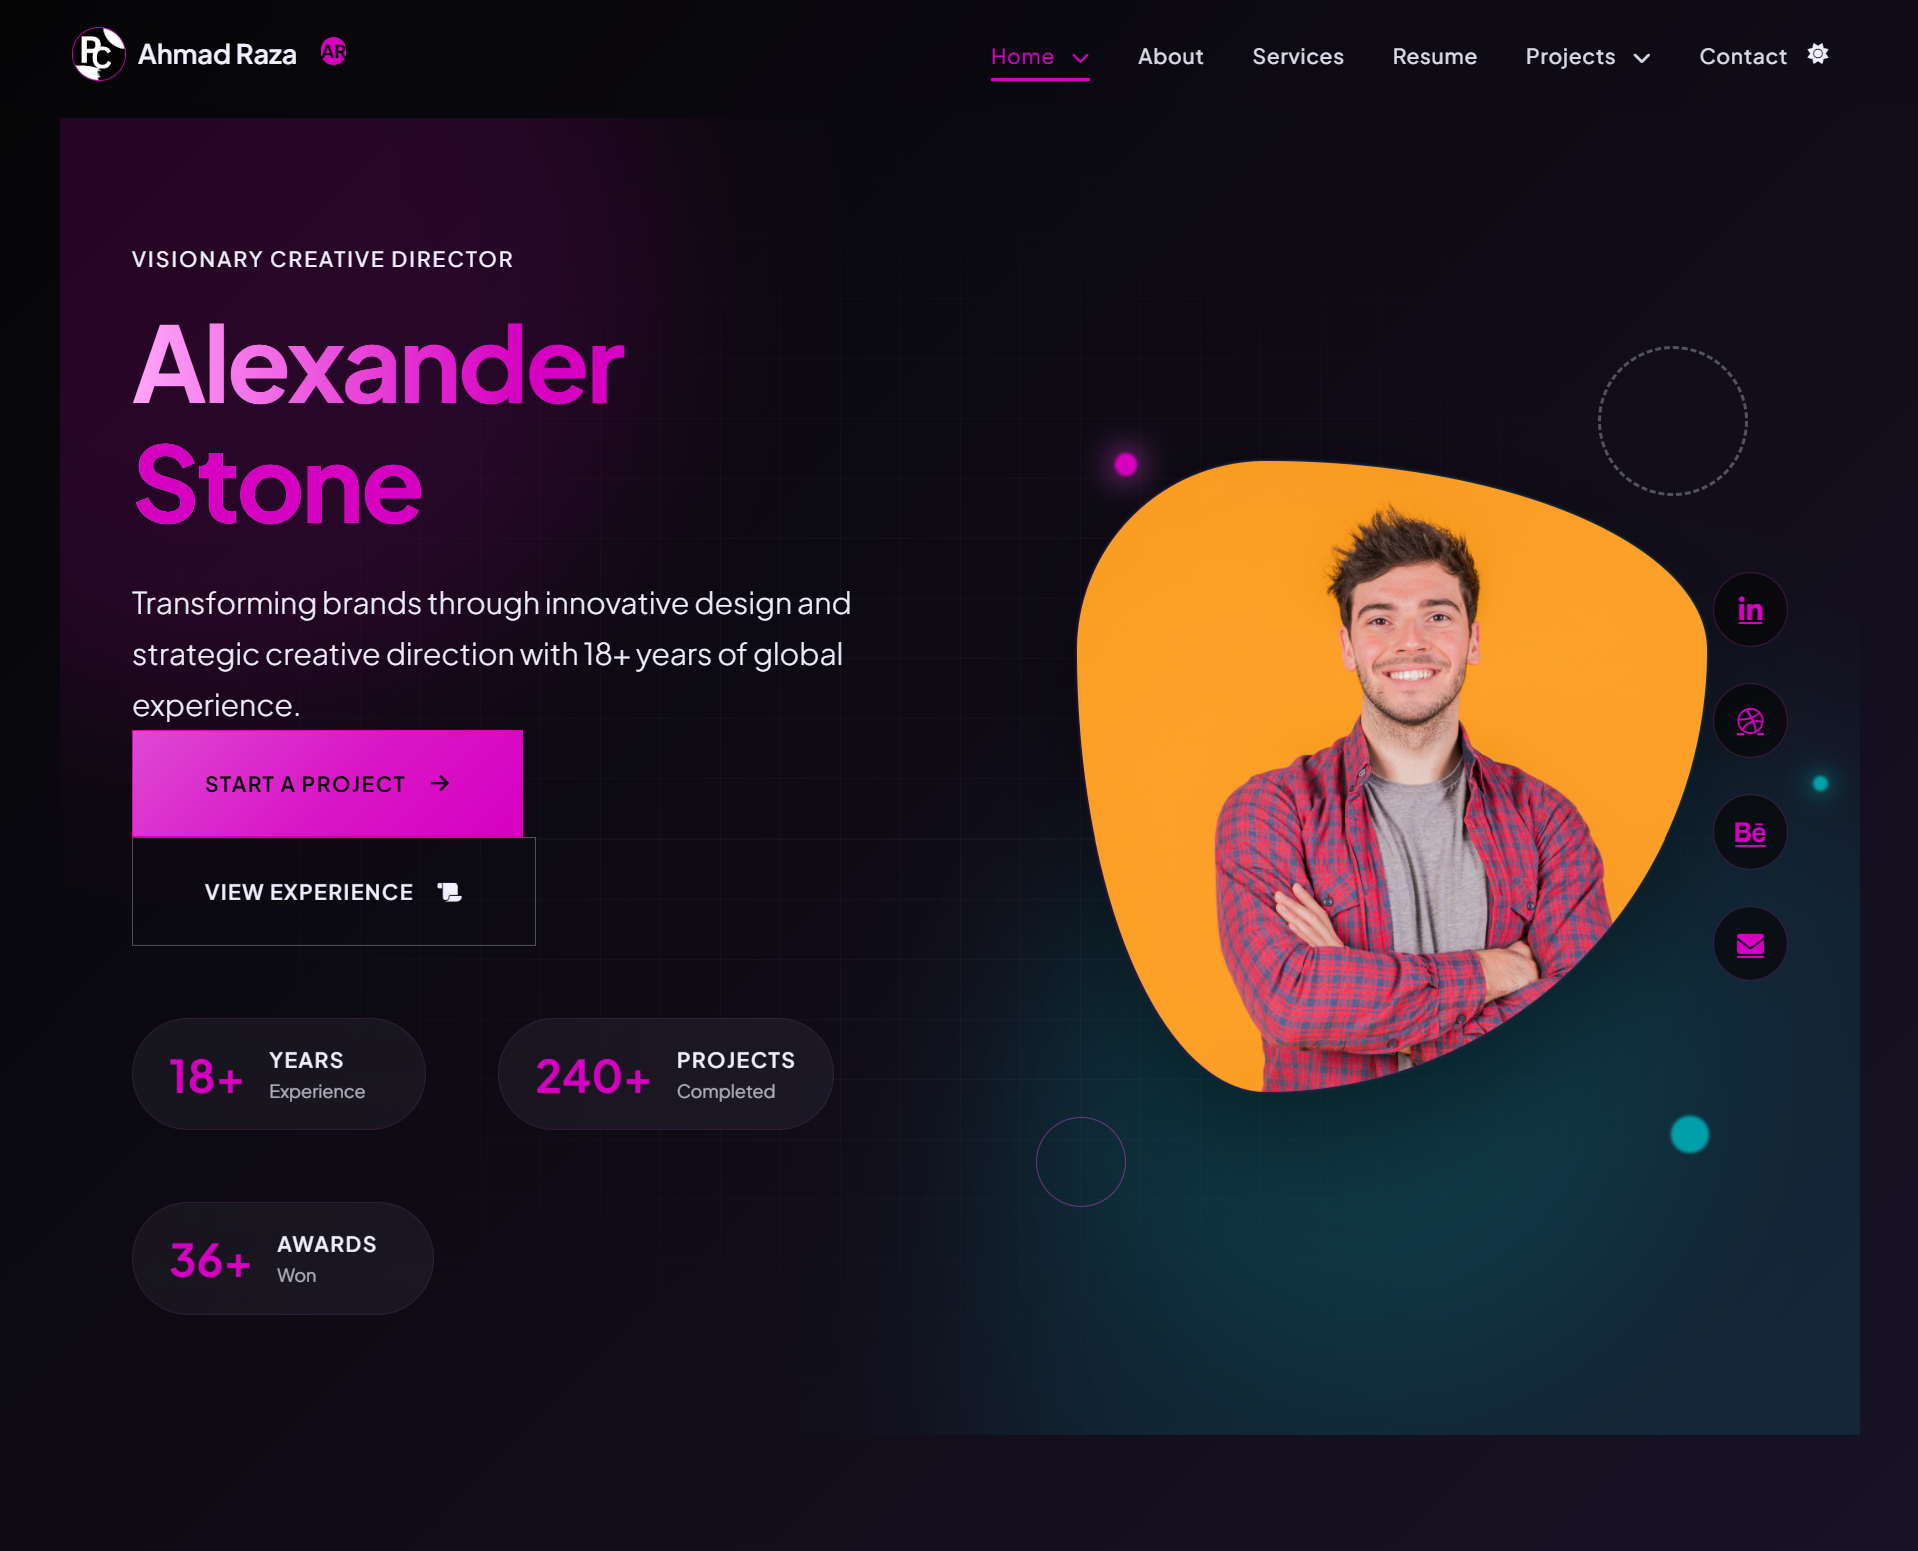 PC Ahmad Raza AR
Home About Services Resume Projects Contact
VISIONARY CREATIVE DIRECTOR
Alexander
Stone
Transforming brands through innovative design and
strategic creative direction with 18+ years of global
experience.
START A PROJECT
VIEW EXPERIENCE
18+ YEARS
Experience
240+ PROJECTS
Completed
36+ AWARDS
Won
in
Bē